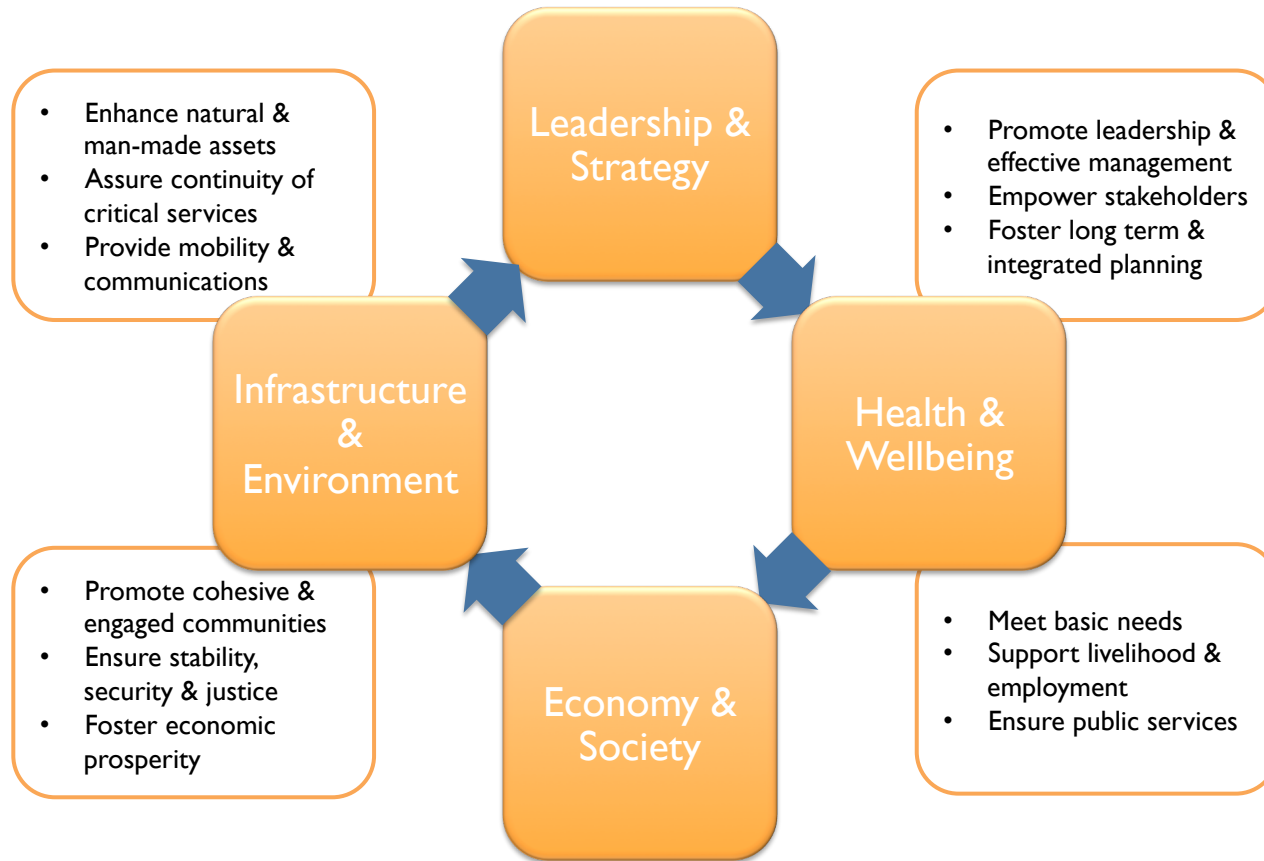 Leadership &
Strategy
• Enhance natural &
man-made assets
• Assure continuity of
critical services
• Provide mobility &
communications
• Promote leadership &
effective management
• Empower stakeholders
• Foster long term &
integrated planning
Infrastructure
&
Environment
Health &
Wellbeing
• Promote cohesive &
engaged communities
• Ensure stability,
security & justice
• Foster economic
prosperity
Economy &
Society
• Meet basic needs
• Support livelihood &
employment
• Ensure public services